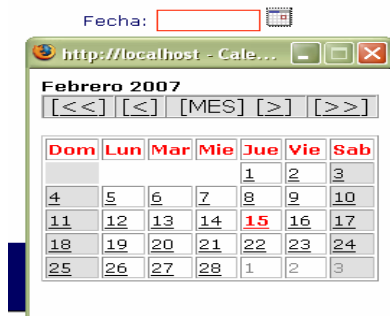 Fecha:
http://localhost - Cale...
Febrero 2007
[<<] [<] [MES] [>] [>>]
Dom Lun Mar Mie Jue Vie Sab
1 2 3
4 5 6 7 8 9 10
11 12 13 14 15 16 17
18 19 20 21 22 23 24
25 26 27 28 1 2 3